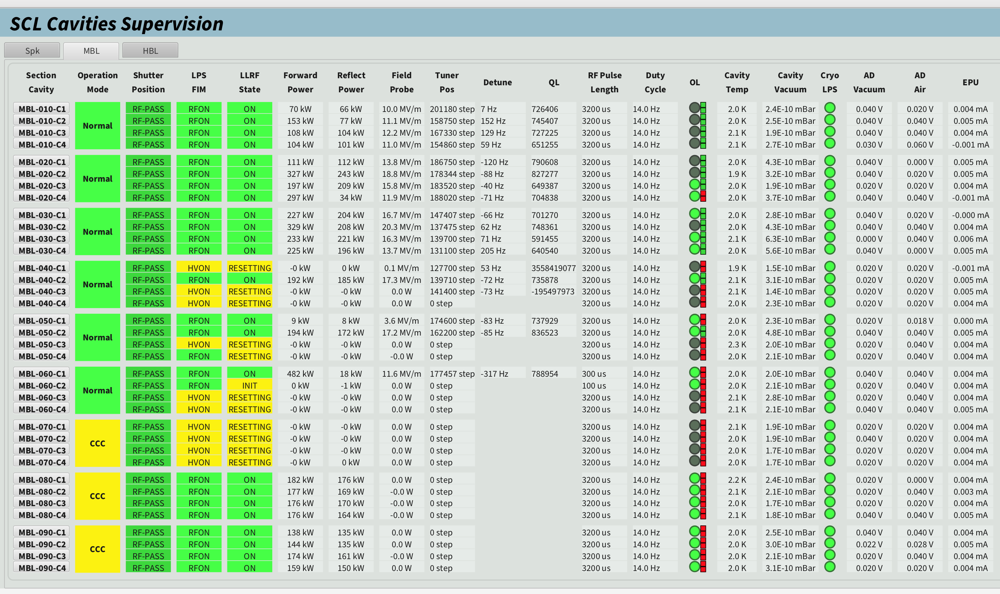 SCL Cavities Supervision
Spk MBL HBL
Section Cavity Operation Mode Shutter Position LPS FIM LLRF State Forward Power Reflect Power Field Probe Tuner Pos Detune QL RF Pulse Length Duty Cycle OL Cavity Temp Cavity Vacuum Cryo LPS AD Vacuum AD Air EPU
Normal
MBL-010-C1 RF-PASS RFON ON 70 kW 66 kW 10.0 MV/m 201180 step 7 Hz 726406 3200 us 14.0 Hz 2.0 K 2.4E-10 mBar 0.040 V 0.020 V 0.004 mA
MBL-010-C2 RF-PASS RFON ON 153 kW 77 kW 11.1 MV/m 158750 step 152 Hz 745407 3200 us 14.0 Hz 2.0 K 2.5E-10 mBar 0.040 V 0.040 V 0.005 mA
MBL-010-C3 RF-PASS RFON ON 108 kW 104 kW 12.2 MV/m 167330 step 129 Hz 727225 3200 us 14.0 Hz 2.1 K 1.9E-10 mBar 0.040 V 0.040 V 0.004 mA
MBL-010-C4 RF-PASS RFON ON 104 kW 101 kW 11.0 MV/m 154860 step 59 Hz 651255 3200 us 14.0 Hz 2.1 K 2.7E-10 mBar 0.030 V 0.060 V -0.001 mA
Normal
MBL-020-C1 RF-PASS RFON ON 111 kW 112 kW 13.8 MV/m 186750 step -120 Hz 790608 3200 us 14.0 Hz 2.0 K 4.3E-10 mBar 0.040 V 0.000 V 0.005 mA
MBL-020-C2 RF-PASS RFON ON 327 kW 243 kW 18.8 MV/m 178344 step -88 Hz 827277 3200 us 14.0 Hz 1.9 K 3.2E-10 mBar 0.040 V 0.020 V 0.005 mA
MBL-020-C3 RF-PASS RFON ON 197 kW 209 kW 15.8 MV/m 183520 step -40 Hz 649387 3200 us 14.0 Hz 2.0 K 1.9E-10 mBar 0.020 V 0.020 V 0.004 mA
MBL-020-C4 RF-PASS RFON ON 297 kW 34 kW 11.9 MV/m 188020 step -71 Hz 704838 3200 us 14.0 Hz 2.0 K 3.7E-10 mBar 0.040 V 0.040 V -0.001 mA
Normal
MBL-030-C1 RF-PASS RFON ON 227 kW 204 kW 16.7 MV/m 147407 step -66 Hz 701270 3200 us 14.0 Hz 2.0 K 2.8E-10 mBar 0.040 V 0.020 V -0.000 mA
MBL-030-C2 RF-PASS RFON ON 329 kW 208 kW 20.3 MV/m 137475 step 62 Hz 748361 3200 us 14.0 Hz 2.0 K 4.3E-10 mBar 0.040 V 0.040 V 0.004 mA
MBL-030-C3 RF-PASS RFON ON 233 kW 221 kW 16.3 MV/m 139700 step 71 Hz 591455 3200 us 14.0 Hz 2.1 K 6.3E-10 mBar 0.000 V 0.040 V 0.006 mA
MBL-030-C4 RF-PASS RFON ON 225 kW 196 kW 13.7 MV/m 131100 step 205 Hz 640540 3200 us 14.0 Hz 2.0 K 5.6E-10 mBar 0.040 V 0.000 V 0.005 mA
Normal
MBL-040-C1 RF-PASS HVON RESETTING -0 kW 0 kW 0.1 MV/m 127700 step 53 Hz 3558419077 3200 us 14.0 Hz 1.9 K 1.5E-10 mBar 0.020 V 0.020 V -0.001 mA
MBL-040-C2 RF-PASS RFON ON 192 kW 185 kW 17.3 MV/m 139710 step -72 Hz 735878 3200 us 14.0 Hz 2.1 K 3.1E-10 mBar 0.020 V 0.020 V 0.005 mA
MBL-040-C3 RF-PASS HVON RESETTING -0 kW -0 kW 0.0 W 141400 step -73 Hz -195497973 3200 us 14.0 Hz 2.1 K 1.4E-10 mBar 0.020 V 0.020 V 0.005 mA
MBL-040-C4 RF-PASS HVON RESETTING -0 kW -0 kW 0.0 W 0 step 3200 us 14.0 Hz 2.0 K 2.3E-10 mBar 0.020 V 0.020 V 0.004 mA
Normal
MBL-050-C1 RF-PASS RFON ON 9 kW 8 kW 3.6 MV/m 174600 step -83 Hz 737929 3200 us 14.0 Hz 2.0 K 2.3E-10 mBar 0.020 V 0.018 V 0.000 mA
MBL-050-C2 RF-PASS RFON ON 194 kW 172 kW 17.2 MV/m 162200 step -85 Hz 836523 3200 us 14.0 Hz 2.0 K 4.8E-10 mBar 0.040 V 0.040 V 0.005 mA
MBL-050-C3 RF-PASS HVON RESETTING -0 kW -0 kW 0.0 W 0 step 3200 us 14.0 Hz 2.3 K 2.0E-10 mBar 0.020 V 0.040 V 0.004 mA
MBL-050-C4 RF-PASS RFON RESETTING -0 kW -0 kW -0.0 W 0 step 3200 us 14.0 Hz 2.0 K 2.1E-10 mBar 0.020 V 0.040 V 0.004 mA
Normal
MBL-060-C1 RF-PASS RFON ON 482 kW 18 kW 11.6 MV/m 177457 step -317 Hz 788954 300 us 14.0 Hz 2.0 K 2.0E-10 mBar 0.040 V 0.040 V 0.004 mA
MBL-060-C2 RF-PASS RFON INIT 0 kW -1 kW 0.0 W 0 step 100 us 14.0 Hz 2.0 K 2.1E-10 mBar 0.020 V 0.040 V 0.004 mA
MBL-060-C3 RF-PASS HVON RESETTING -0 kW -0 kW 0.0 W 0 step 3200 us 14.0 Hz 2.1 K 2.8E-10 mBar 0.020 V 0.040 V 0.004 mA
MBL-060-C4 RF-PASS HVON RESETTING -0 kW -0 kW 0.0 W 0 step 3200 us 14.0 Hz 2.1 K 2.1E-10 mBar 0.040 V 0.040 V 0.005 mA
CCC
MBL-070-C1 RF-PASS HVON RESETTING -0 kW -0 kW 0.0 W 0 step 3200 us 14.0 Hz 2.1 K 1.9E-10 mBar 0.020 V 0.020 V 0.004 mA
MBL-070-C2 RF-PASS HVON RESETTING -0 kW -0 kW 0.0 W 0 step 3200 us 14.0 Hz 2.0 K 1.9E-10 mBar 0.040 V 0.020 V 0.004 mA
MBL-070-C3 RF-PASS HVON RESETTING -0 kW -0 kW 0.0 W 0 step 3200 us 14.0 Hz 2.0 K 1.7E-10 mBar 0.020 V 0.020 V 0.004 mA
MBL-070-C4 RF-PASS HVON RESETTING -0 kW 0 kW 0.0 W 0 step 3200 us 14.0 Hz 2.0 K 1.7E-10 mBar 0.020 V 0.020 V 0.004 mA
CCC
MBL-080-C1 RF-PASS RFON ON 182 kW 176 kW 0.0 W 0 step 3200 us 14.0 Hz 2.2 K 2.4E-10 mBar 0.020 V 0.000 V 0.004 mA
MBL-080-C2 RF-PASS RFON ON 177 kW 169 kW -0.0 W 0 step 3200 us 14.0 Hz 2.1 K 2.1E-10 mBar 0.020 V 0.040 V 0.003 mA
MBL-080-C3 RF-PASS RFON ON 176 kW 170 kW -0.0 W 0 step 3200 us 14.0 Hz 2.0 K 1.7E-10 mBar 0.020 V 0.020 V 0.004 mA
MBL-080-C4 RF-PASS RFON ON 176 kW 164 kW -0.0 W 0 step 3200 us 14.0 Hz 2.1 K 1.8E-10 mBar 0.040 V 0.040 V 0.005 mA
CCC
MBL-090-C1 RF-PASS RFON ON 138 kW 135 kW 0.0 W 0 step 3200 us 14.0 Hz 2.0 K 2.5E-10 mBar 0.040 V 0.040 V 0.004 mA
MBL-090-C2 RF-PASS RFON ON 144 kW 135 kW 0.0 W 0 step 3200 us 14.0 Hz 2.0 K 3.0E-10 mBar 0.022 V 0.028 V 0.005 mA
MBL-090-C3 RF-PASS RFON ON 174 kW 161 kW -0.0 W 0 step 3200 us 14.0 Hz 2.0 K 2.1E-10 mBar 0.020 V 0.040 V 0.004 mA
MBL-090-C4 RF-PASS RFON ON 159 kW 150 kW 0.0 W 0 step 3200 us 14.0 Hz 2.0 K 3.1E-10 mBar 0.020 V 0.020 V 0.004 mA